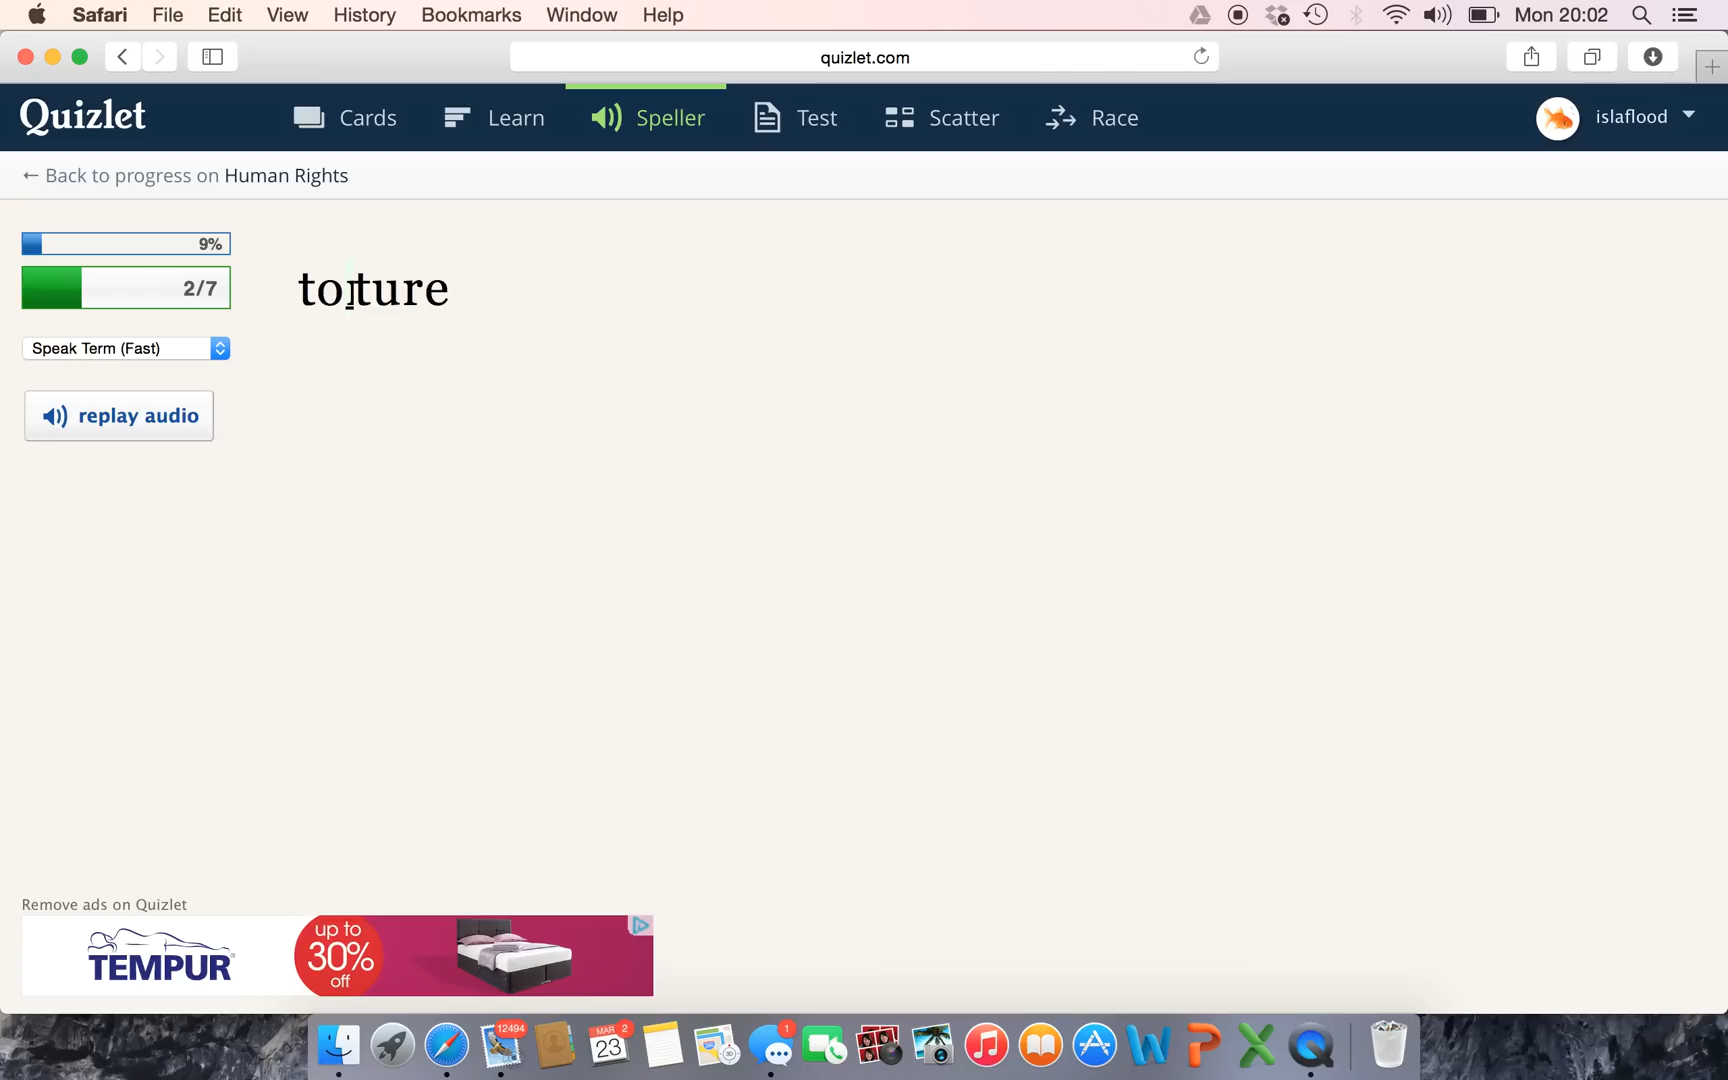 Safari File Edit View History Bookmarks Window Help Mon 20:02
quizlet.com
Quizlet Cards Learn Speller Test Scatter Race islaflood
← Back to progress on Human Rights
9%
2/7
torture
Speak Term (Fast)
replay audio
Remove ads on Quizlet
TEMPUR
up to
30%
off
12494
MAR 2
23
3D
1